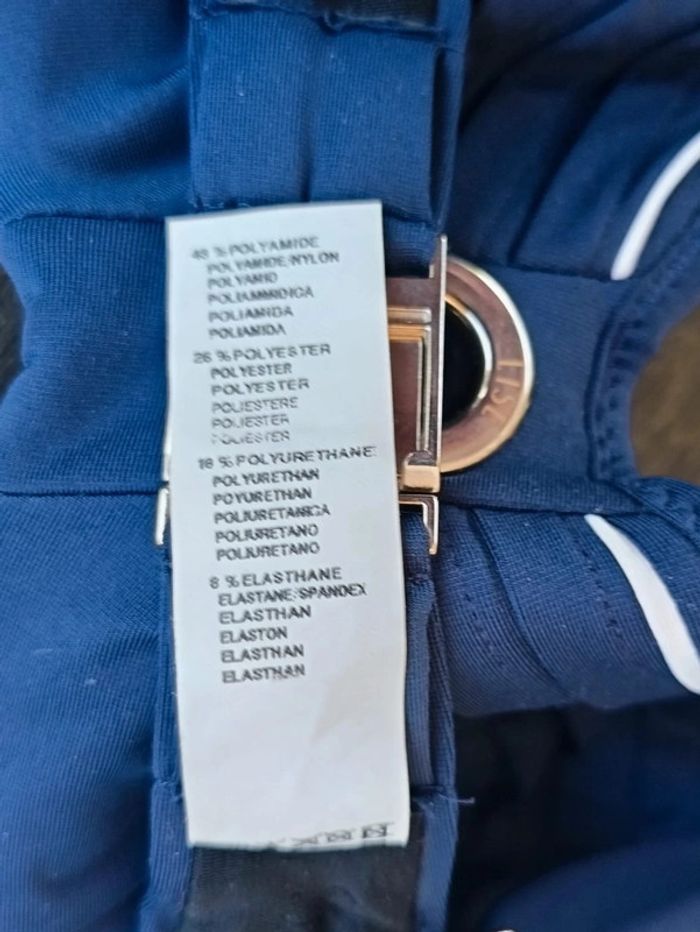 48 % POLYAMIDE
POLYAMIDE/NYLON
POLYAMID
POLIAMMIDICA
POLIAMIDA
POLIAMIDA
26 % POLYESTER
POLYESTER
POLYESTER
POLIESTERE
POLIESTER
POLIESTER
18 % POLYURETHANE
POLYURETHAN
POYURETHAN
POLIURETANICA
POLIURETANO
POLIURETANO
8 % ELASTHANE
ELASTANE/SPANDEX
ELASTHAN
ELASTON
ELASTHAN
ELASTHAN